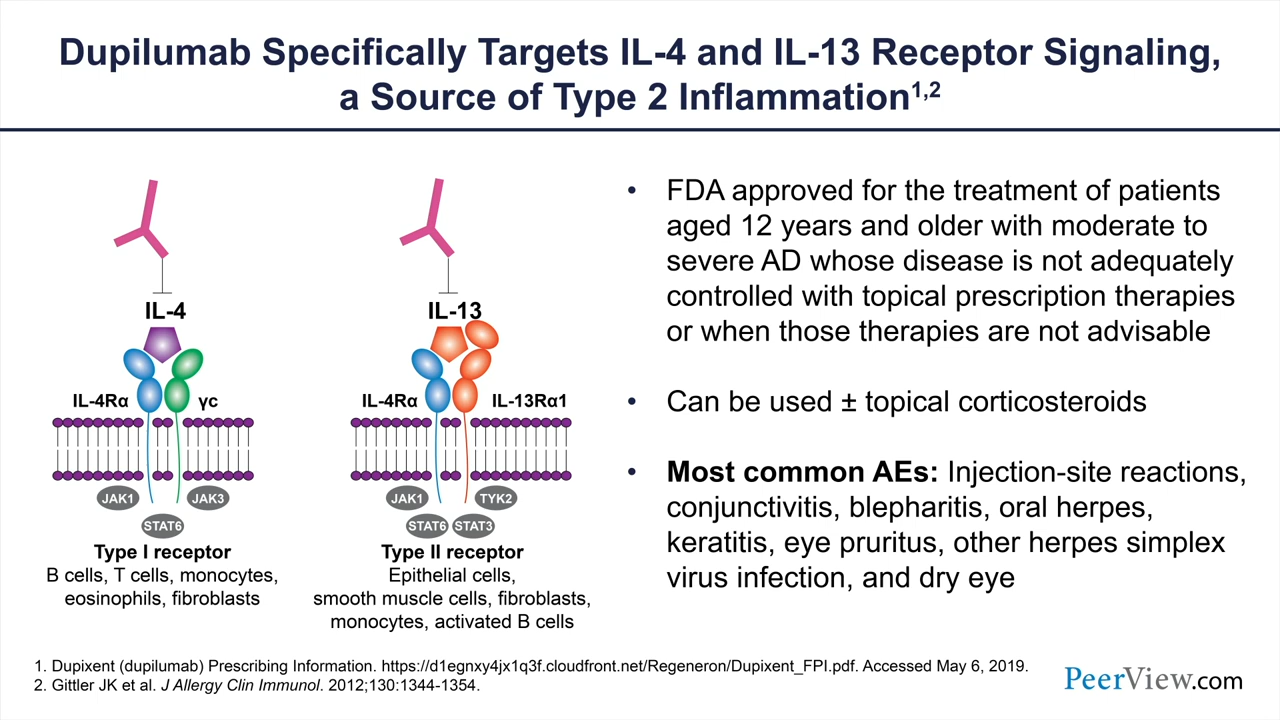 Dupilumab Specifically Targets IL-4 and IL-13 Receptor Signaling,
a Source of Type 2 Inflammation1,2
IL-4
IL-4Rα
γc
JAK1
JAK3
STAT6
Type I receptor
B cells, T cells, monocytes,
eosinophils, fibroblasts
IL-13
IL-4Rα
IL-13Rα1
JAK1
TYK2
STAT6
STAT3
Type II receptor
Epithelial cells,
smooth muscle cells, fibroblasts,
monocytes, activated B cells
• FDA approved for the treatment of patients
aged 12 years and older with moderate to
severe AD whose disease is not adequately
controlled with topical prescription therapies
or when those therapies are not advisable
• Can be used ± topical corticosteroids
• Most common AEs: Injection-site reactions,
conjunctivitis, blepharitis, oral herpes,
keratitis, eye pruritus, other herpes simplex
virus infection, and dry eye
1. Dupixent (dupilumab) Prescribing Information. https://d1egnxy4jx1q3f.cloudfront.net/Regeneron/Dupixent_FPI.pdf. Accessed May 6, 2019.
2. Gittler JK et al. J Allergy Clin Immunol. 2012;130:1344-1354.
PeerView.com